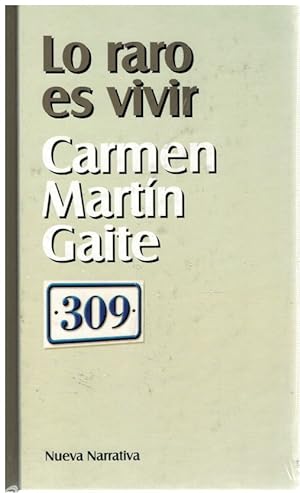 Lo raro
es vivir
Carmen
Martín
Gaite
309
Nueva Narrativa